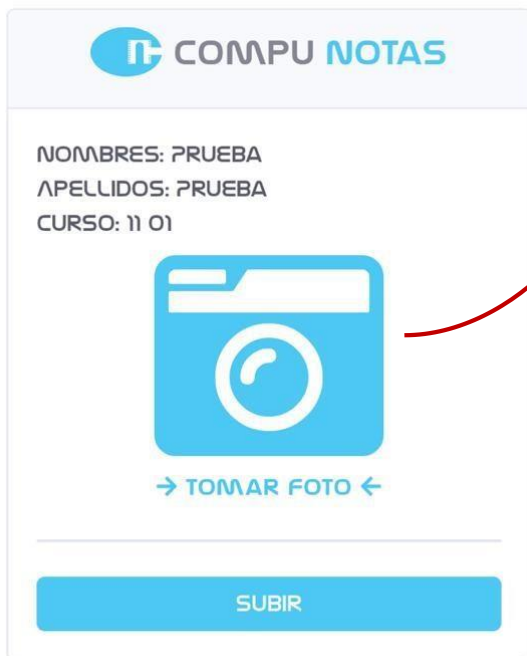 COMPU NOTAS
NOMBRES: PRUEBA
APELLIDOS: PRUEBA
CURSO: 11 01
→ TOMAR FOTO ←
SUBIR